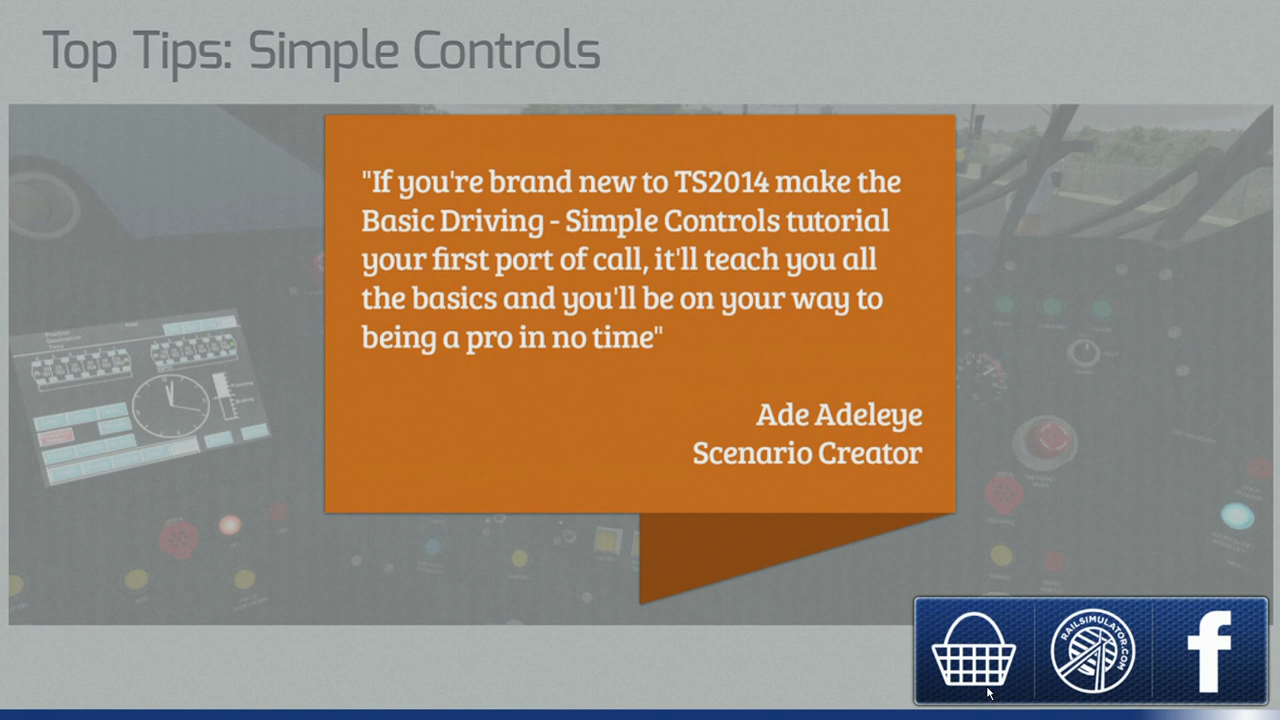 Top Tips: Simple Controls
"If you're brand new to TS2014 make the
Basic Driving - Simple Controls tutorial
your first port of call, it'll teach you all
the basics and you'll be on your way to
being a pro in no time"
Ade Adeleye
Scenario Creator
RAILSIMULATOR.COM
f